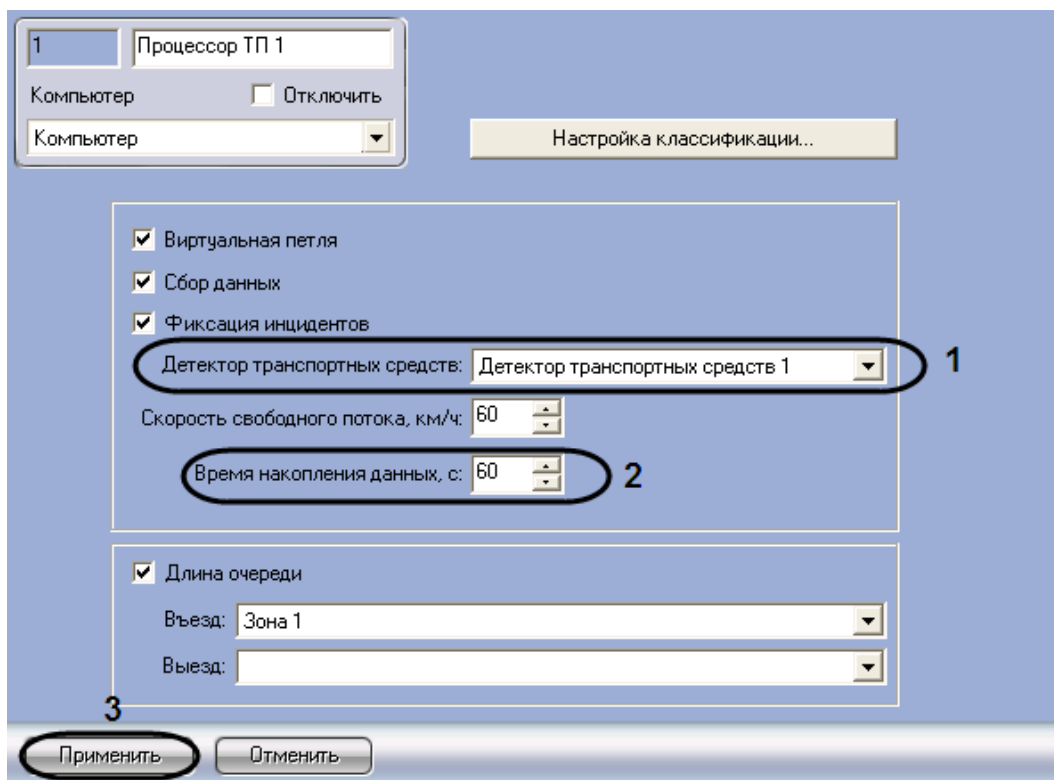 1 Процессор ТП 1
Компьютер Отключить
Компьютер
Настройка классификации...
Виртуальная петля
Сбор данных
Фиксация инцидентов
Детектор транспортных средств: Детектор транспортных средств 1 1
Скорость свободного потока, км/ч: 60
Время накопления данных, с: 60 2
Длина очереди
Въезд: Зона 1
Выезд:
3
Применить Отменить